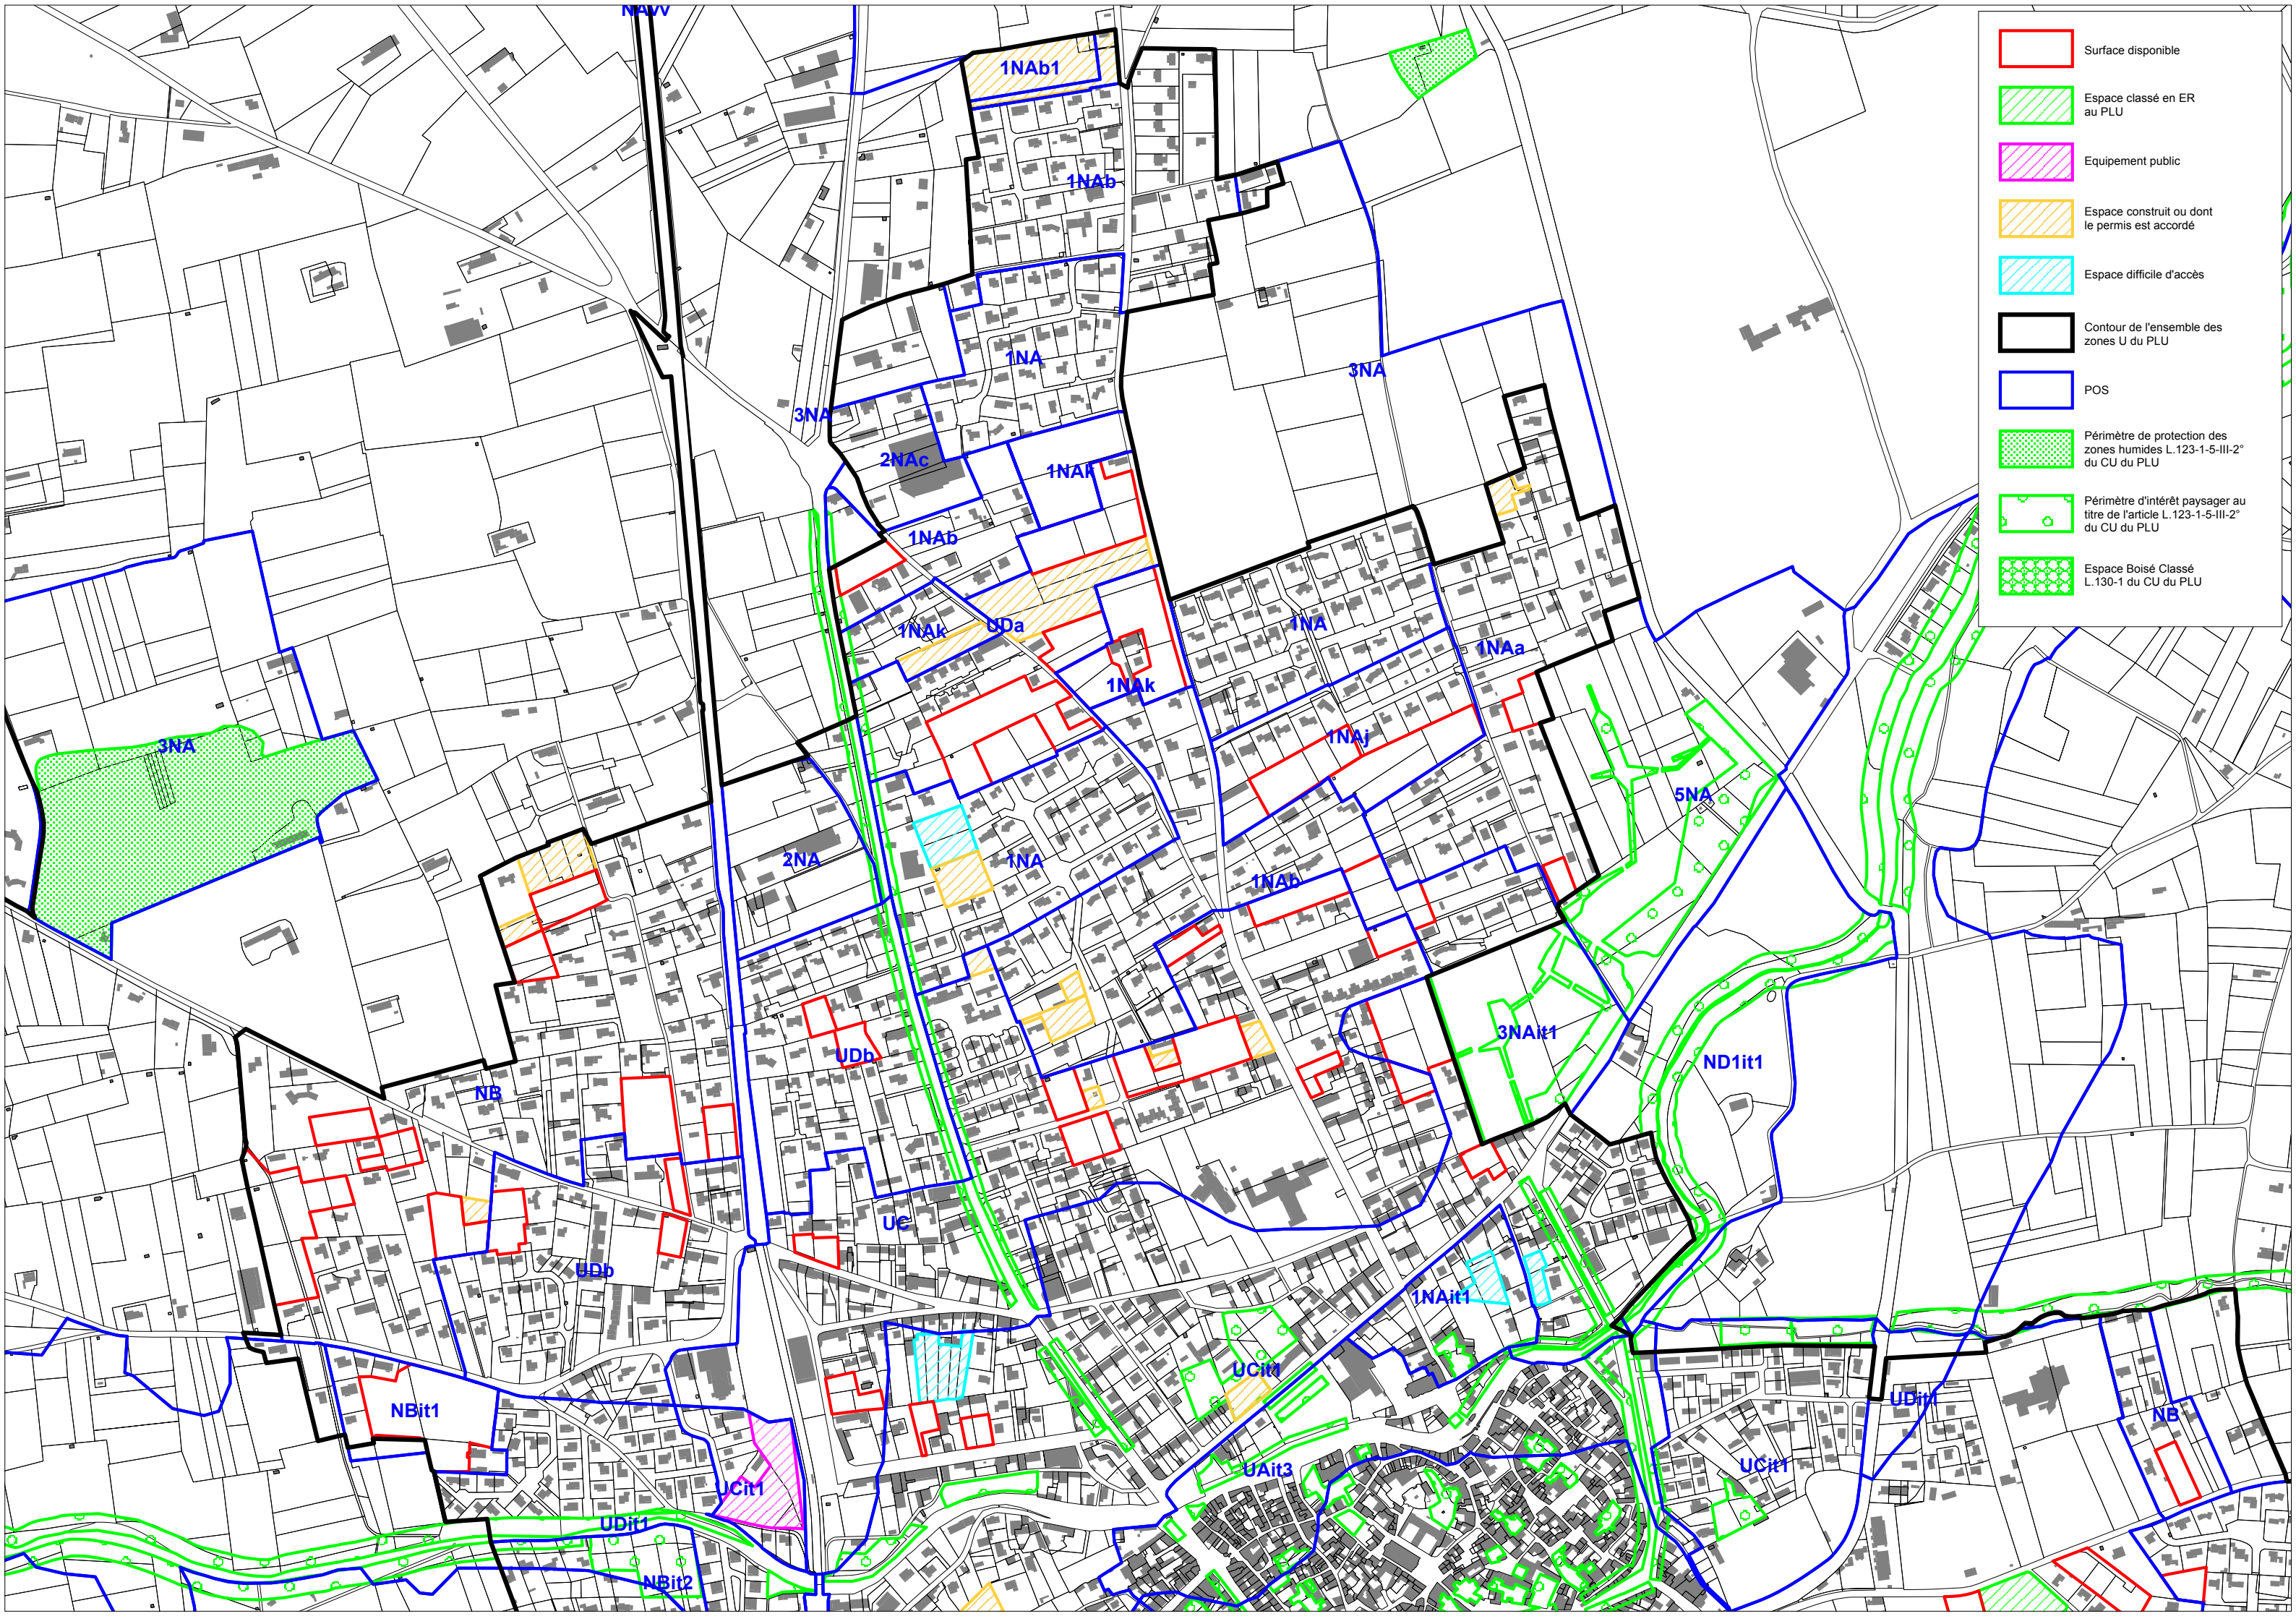 NAvv
1NAb1
1NAb
1NA
3NA
3NA
2NAc
1NAk
1NAb
1NAk
UDa
1NA
1NAa
1NAk
1NAj
3NA
5NA
2NA
1NA
1NAb
3NAit1
UDb
ND1it1
NB
UC
UDb
1NAit1
UCit1
UDit1
NBit1
NB
UAit3
UCit1
UCit1
UDit1
NBit2
Surface disponible
Espace classé en ER
au PLU
Equipement public
Espace construit ou dont
le permis est accordé
Espace difficile d'accès
Contour de l'ensemble des
zones U du PLU
POS
Périmètre de protection des
zones humides L.123-1-5-III-2°
du CU du PLU
Périmètre d'intérêt paysager au
titre de l'article L.123-1-5-III-2°
du CU du PLU
Espace Boisé Classé
L.130-1 du CU du PLU